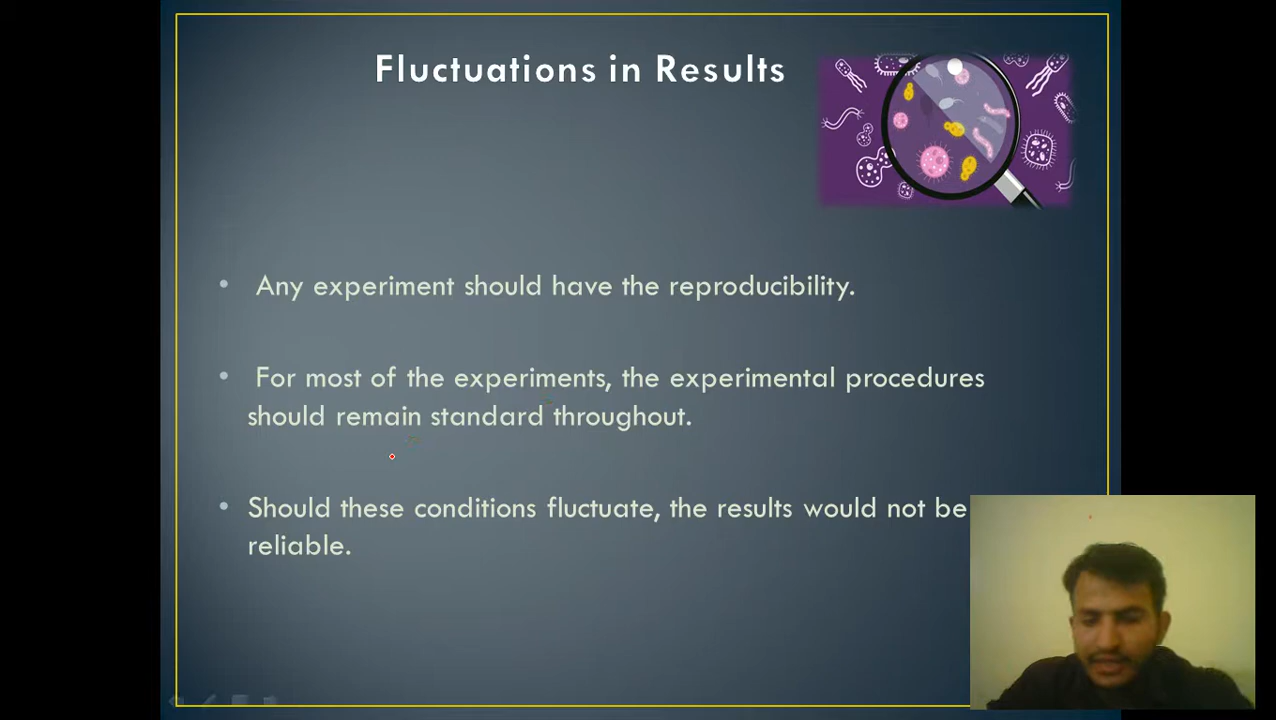 Fluctuations in Results
• Any experiment should have the reproducibility.
• For most of the experiments, the experimental procedures
should remain standard throughout.
• Should these conditions fluctuate, the results would not be
reliable.